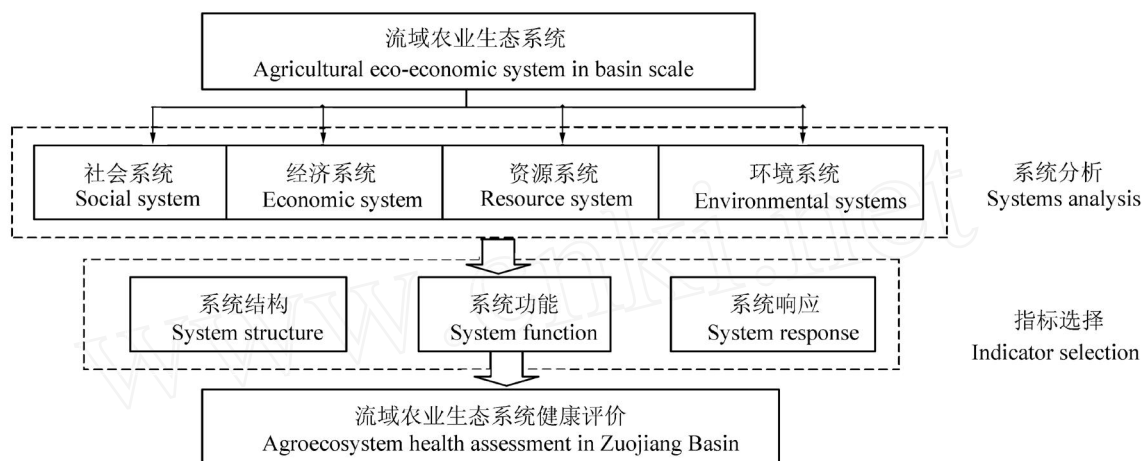 流域农业生态系统
Agricultural eco-economic system in basin scale
社会系统
Social system
经济系统
Economic system
资源系统
Resource system
环境系统
Environmental systems
系统分析
Systems analysis
系统结构
System structure
系统功能
System function
系统响应
System response
指标选择
Indicator selection
流域农业生态系统健康评价
Agroecosystem health assessment in Zuojiang Basin
www.cnki.net